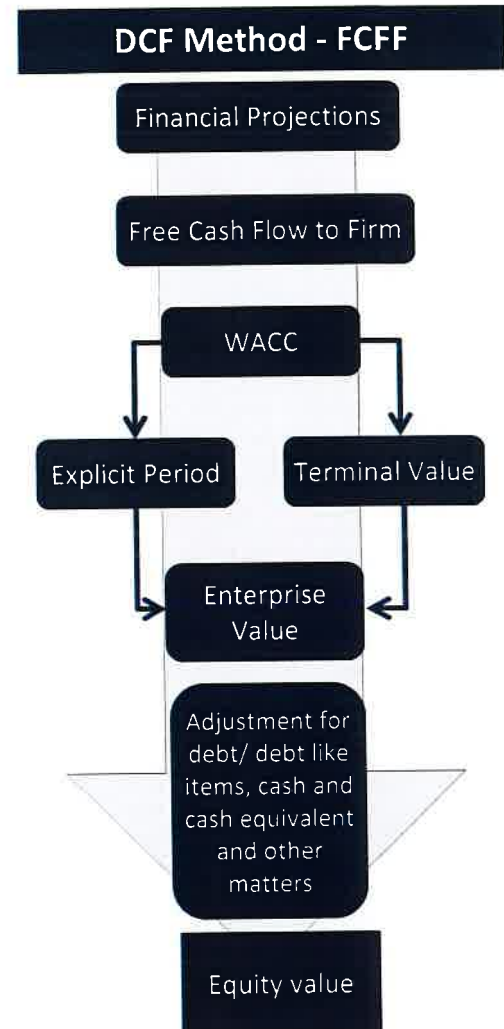 DCF Method - FCFF
Financial Projections
Free Cash Flow to Firm
WACC
Explicit Period
Terminal Value
Enterprise
Value
Adjustment for
debt/ debt like
items, cash and
cash equivalent
and other
matters
Equity value